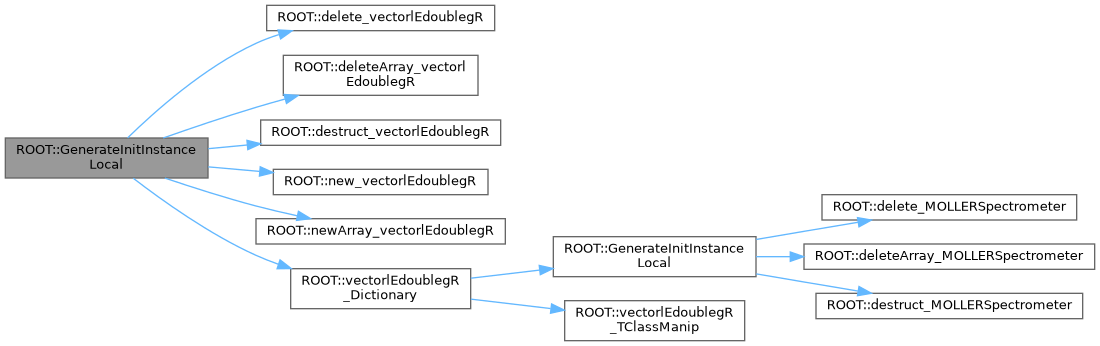 ROOT::GenerateInitInstance
Local
ROOT::delete_vectorlEdoublegR
ROOT::deleteArray_vectorl
EdoublegR
ROOT::destruct_vectorlEdoublegR
ROOT::new_vectorlEdoublegR
ROOT::newArray_vectorlEdoublegR
ROOT::vectorlEdoublegR
_Dictionary
ROOT::GenerateInitInstance
Local
ROOT::vectorlEdoublegR
_TClassManip
ROOT::delete_MOLLERSpectrometer
ROOT::deleteArray_MOLLERSpectrometer
ROOT::destruct_MOLLERSpectrometer